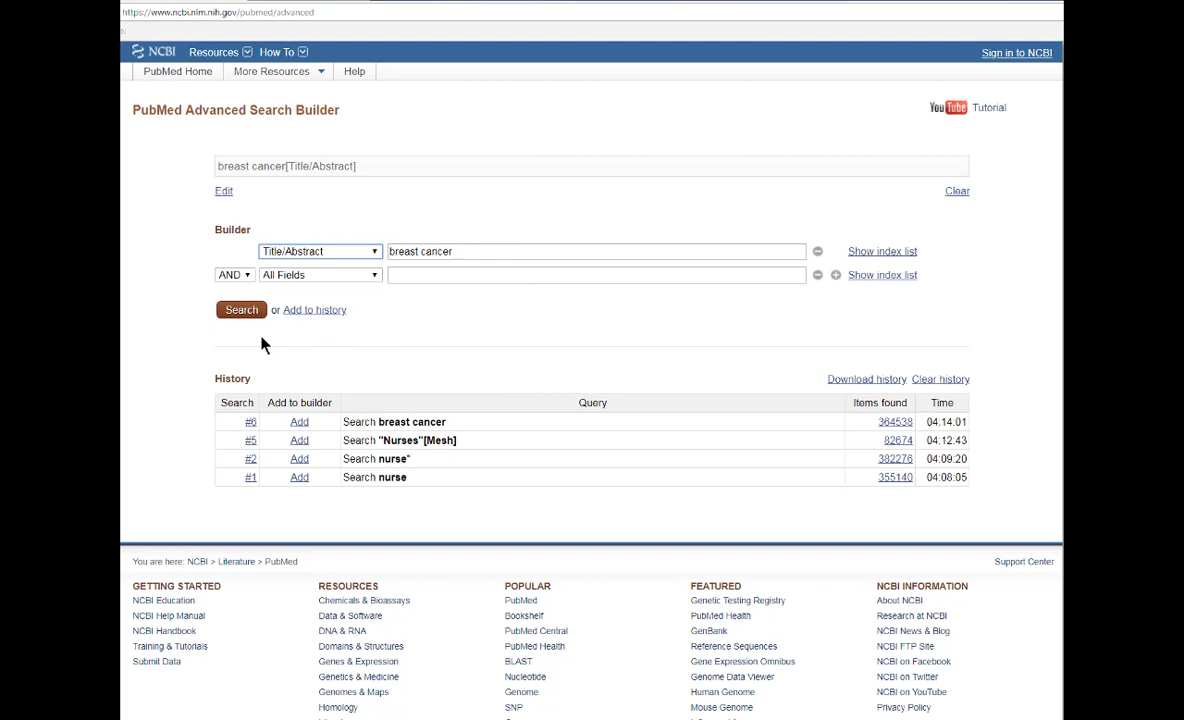 https://www.ncbi.nlm.nih.gov/pubmed/advanced
NCBI Resources How To Sign in to NCBI
PubMed Home More Resources Help
PubMed Advanced Search Builder You Tube Tutorial
breast cancer[Title/Abstract]
Edit Clear
Builder
Title/Abstract breast cancer Show index list
AND All Fields Show index list
Search or Add to history
History Download history Clear history
Search Add to builder Query Items found Time
#6 Add Search breast cancer 364538 04:14:01
#5 Add Search "Nurses"[Mesh] 82674 04:12:43
#2 Add Search nurse* 382276 04:09:20
#1 Add Search nurse 355140 04:08:05
You are here: NCBI > Literature > PubMed Support Center
GETTING STARTED RESOURCES POPULAR FEATURED NCBI INFORMATION
NCBI Education Chemicals & Bioassays PubMed Genetic Testing Registry About NCBI
NCBI Help Manual Data & Software Bookshelf PubMed Health Research at NCBI
NCBI Handbook DNA & RNA PubMed Central GenBank NCBI News & Blog
Training & Tutorials Domains & Structures PubMed Health Reference Sequences NCBI FTP Site
Submit Data Genes & Expression BLAST Gene Expression Omnibus NCBI on Facebook
Genetics & Medicine Nucleotide Genome Data Viewer NCBI on Twitter
Genomes & Maps Genome Human Genome NCBI on YouTube
Homology SNP Mouse Genome Privacy Policy